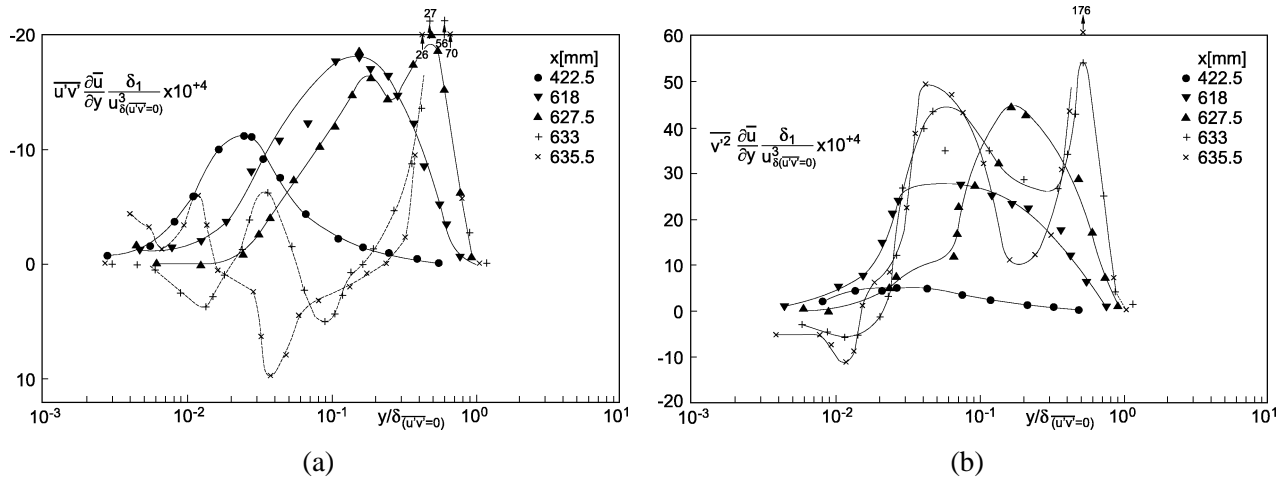 27
-20
26 56 70
x[mm]
422.5
618
627.5
633
635.5
u'v' ∂u/∂y δ1/u³δ(u'v'=0) x10+4
-10
0
10
10-3 10-2 10-1 100 101
y/δ(u'v'=0)
(a)
176
60
x[mm]
422.5
618
627.5
633
635.5
50
40
v'2 ∂u/∂y δ1/u³δ(u'v'=0) x10+4
30
20
10
0
-10
-20
10-3 10-2 10-1 100 101
y/δ(u'v'=0)
(b)